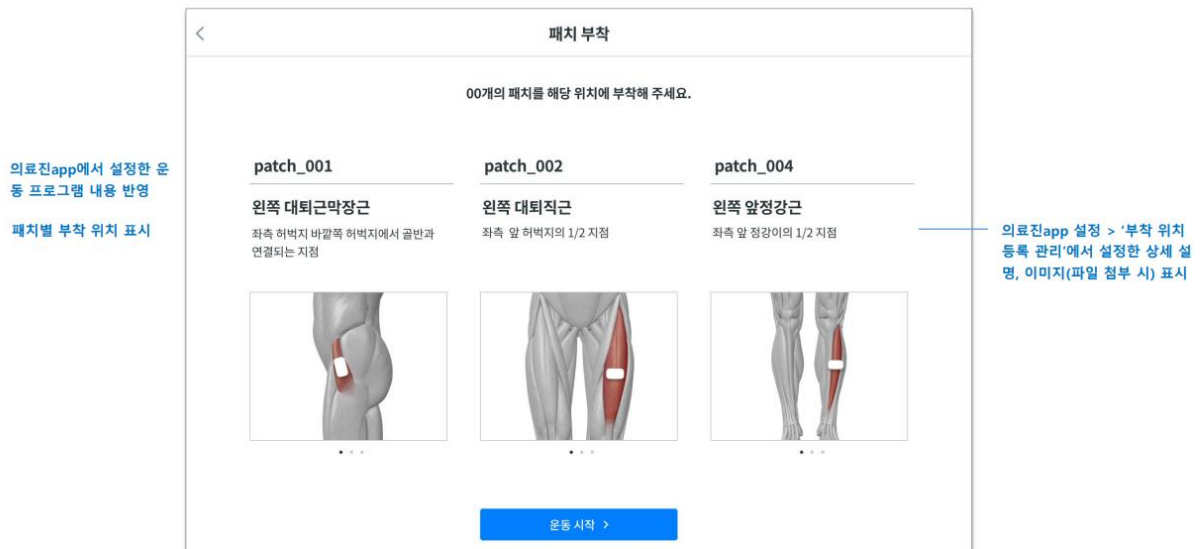 패치 부착
00개의 패치를 해당 위치에 부착해 주세요.
의료진app에서 설정한 운
동 프로그램 내용 반영
패치별 부착 위치 표시
patch_001
왼쪽 대퇴근막장근
좌측 허벅지 바깥쪽 허벅지에서 골반과
연결되는 지점
patch_002
왼쪽 대퇴직근
좌측 앞 허벅지의 1/2 지점
patch_004
왼쪽 앞정강근
좌측 앞 정강이의 1/2 지점
의료진app 설정 > '부착 위치
등록 관리'에서 설정한 상세 설
명, 이미지(파일 첨부 시) 표시
운동 시작 >